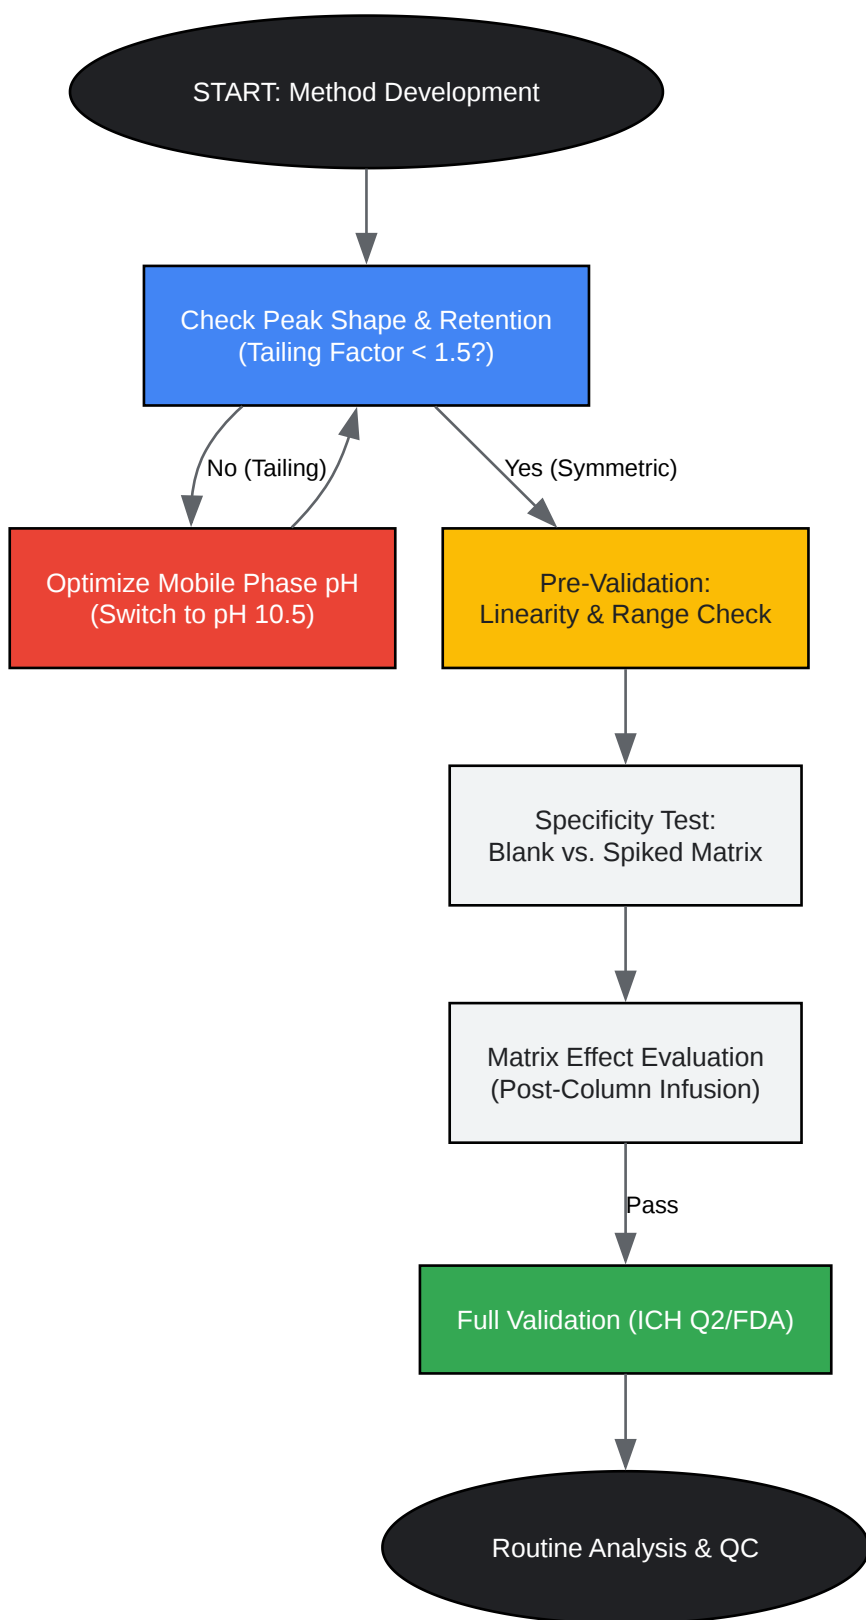 START: Method Development
Check Peak Shape & Retention
(Tailing Factor < 1.5?)
No (Tailing)
Yes (Symmetric)
Optimize Mobile Phase pH
(Switch to pH 10.5)
Pre-Validation:
Linearity & Range Check
Specificity Test:
Blank vs. Spiked Matrix
Matrix Effect Evaluation
(Post-Column Infusion)
Pass
Full Validation (ICH Q2/FDA)
Routine Analysis & QC